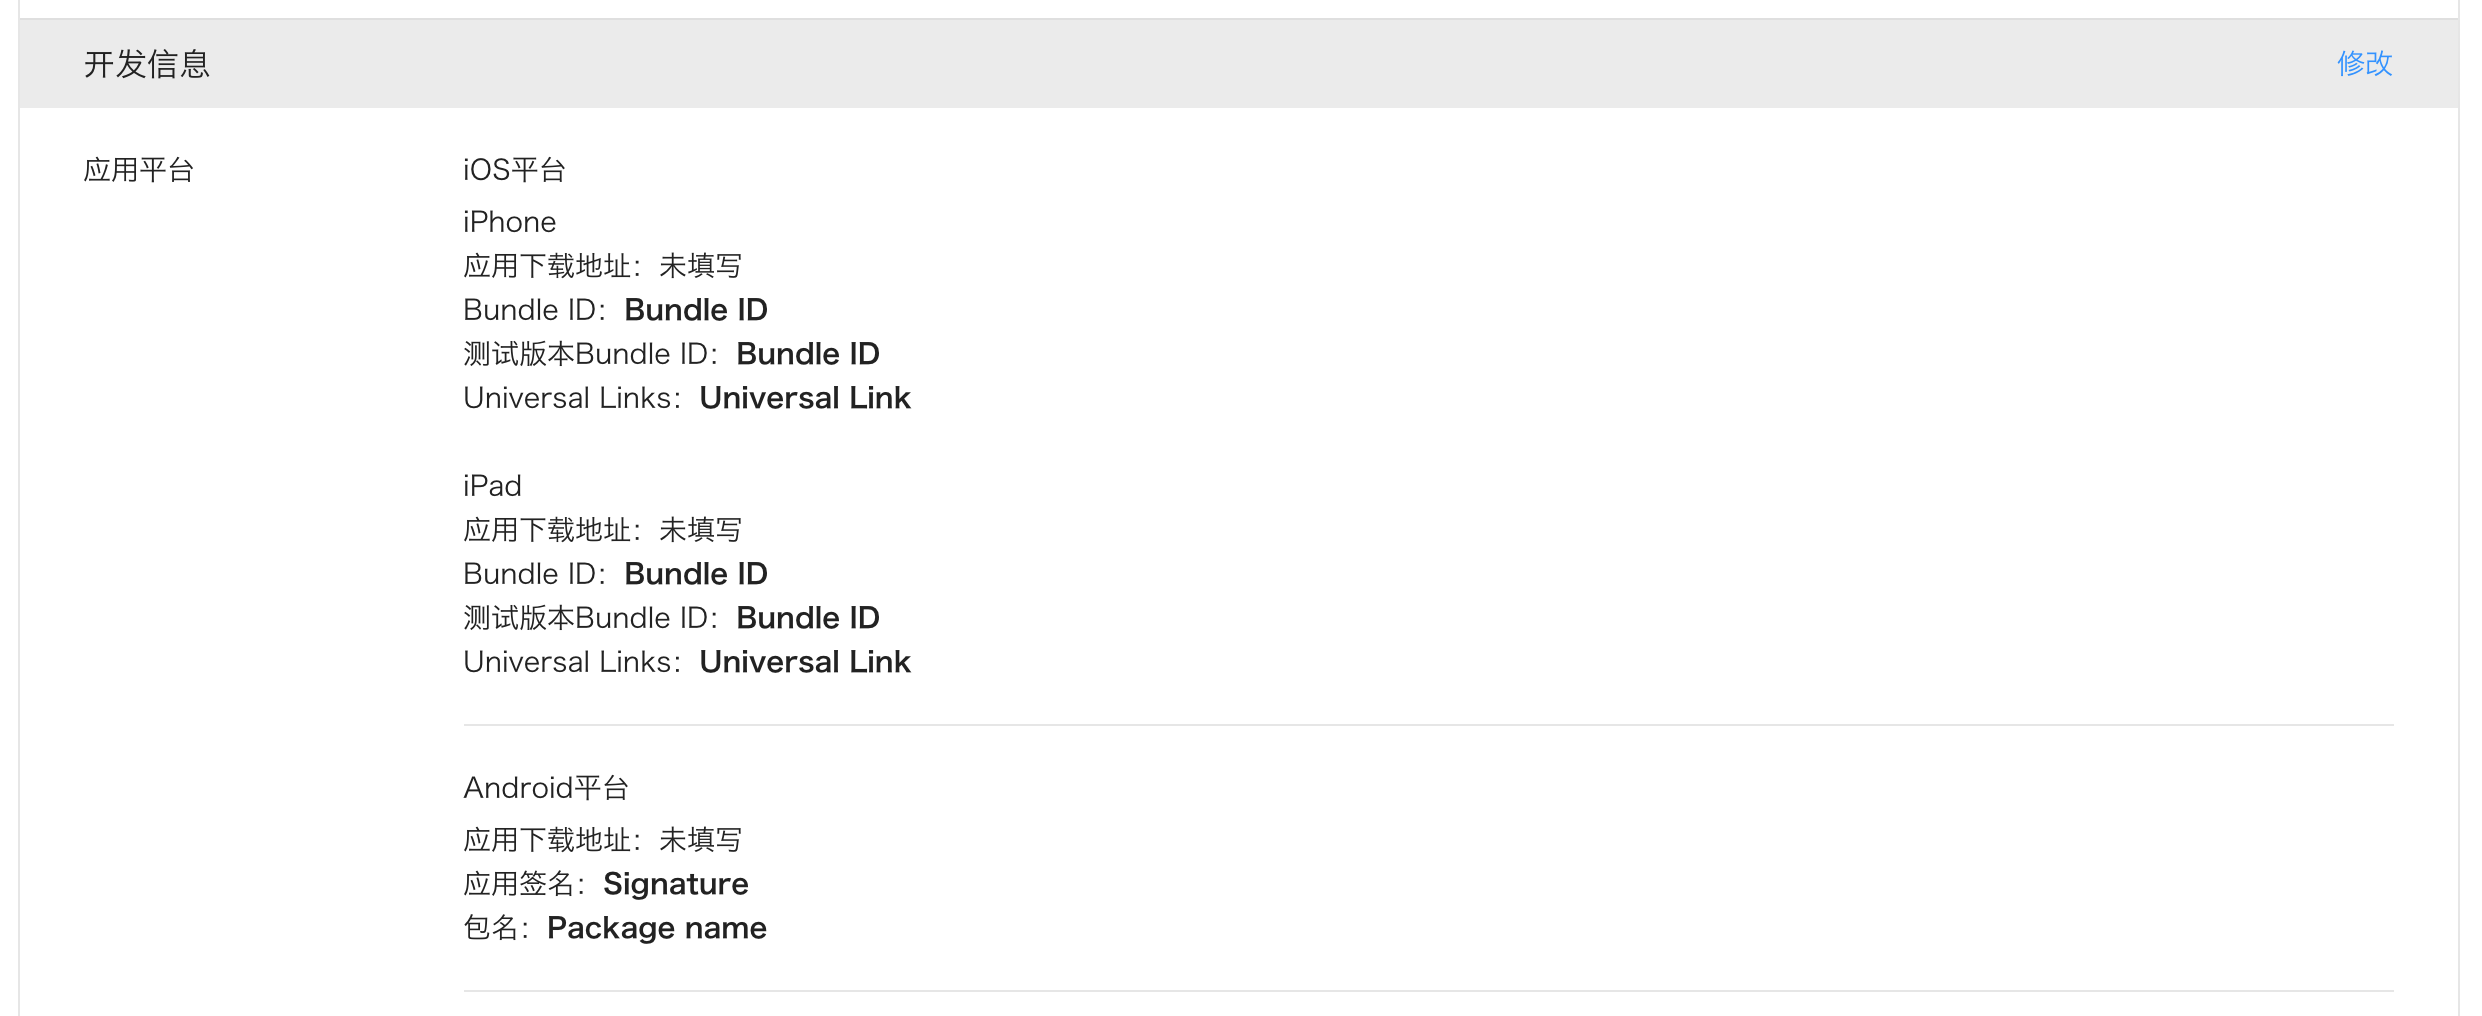 开发信息
修改
应用平台
iOS平台
iPhone
应用下载地址：未填写
Bundle ID：Bundle ID
测试版本Bundle ID：Bundle ID
Universal Links：Universal Link
iPad
应用下载地址：未填写
Bundle ID：Bundle ID
测试版本Bundle ID：Bundle ID
Universal Links：Universal Link
Android平台
应用下载地址：未填写
应用签名：Signature
包名：Package name